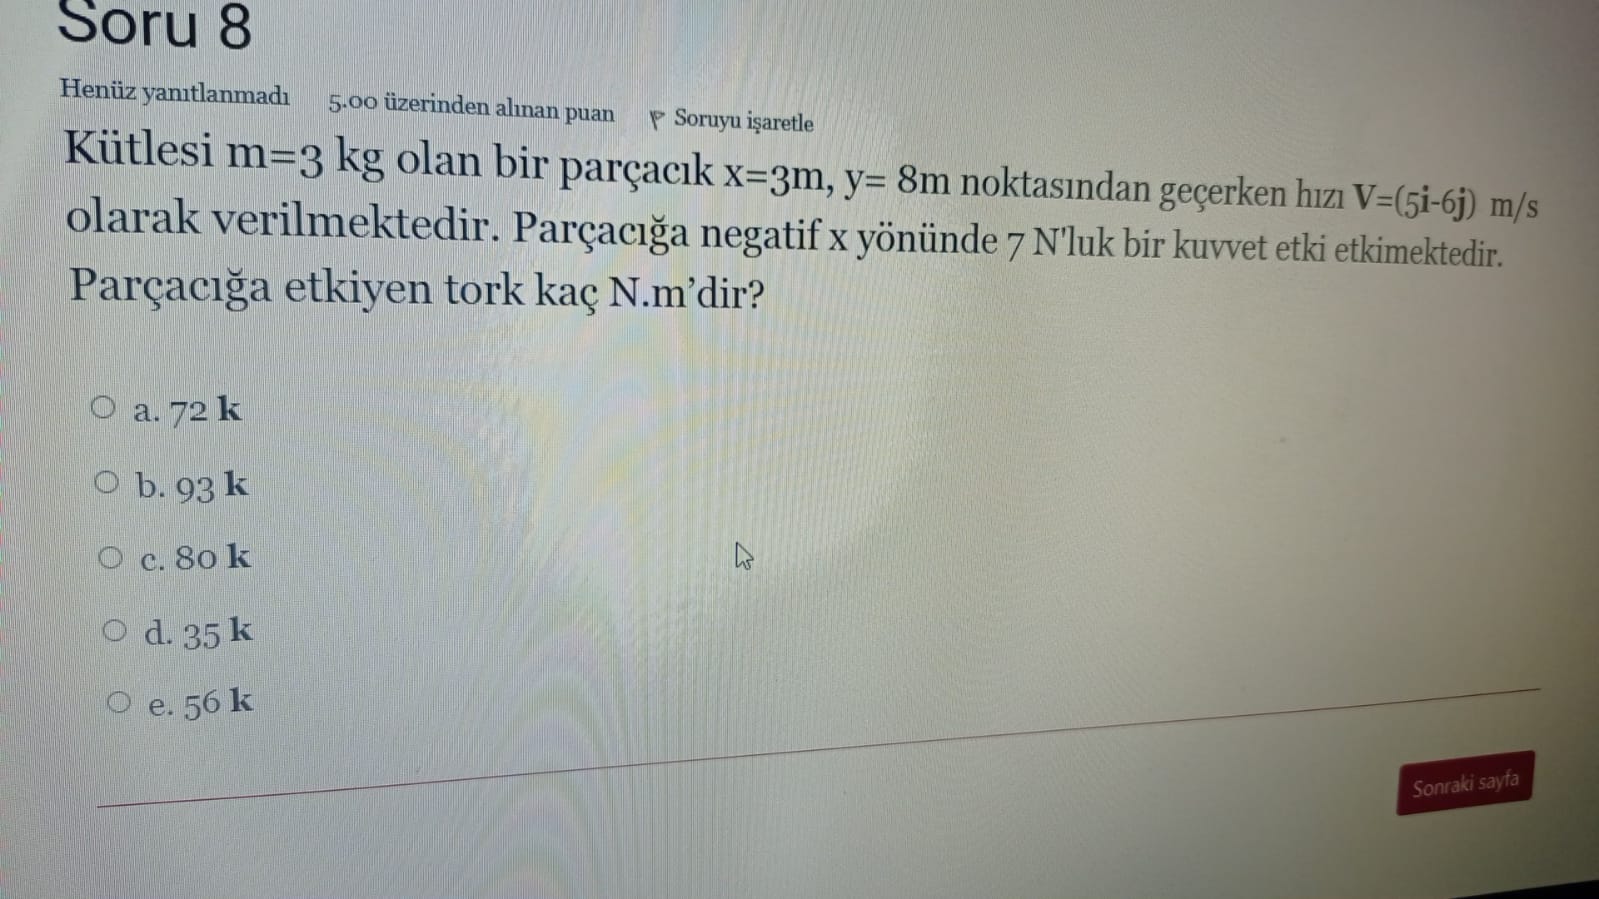 Soru 8
Henüz yanıtlanmadı 5.00 üzerinden alınan puan Soruyu işaretle
Kütlesi m=3 kg olan bir parçacık x=3m, y= 8m noktasından geçerken hızı V=(5i-6j) m/s
olarak verilmektedir. Parçacığa negatif x yönünde 7 N'luk bir kuvvet etki etkimektedir.
Parçacığa etkiyen tork kaç N.m’dir?
a. 72 k
b. 93 k
c. 80 k
d. 35 k
e. 56 k
Sonraki sayfa